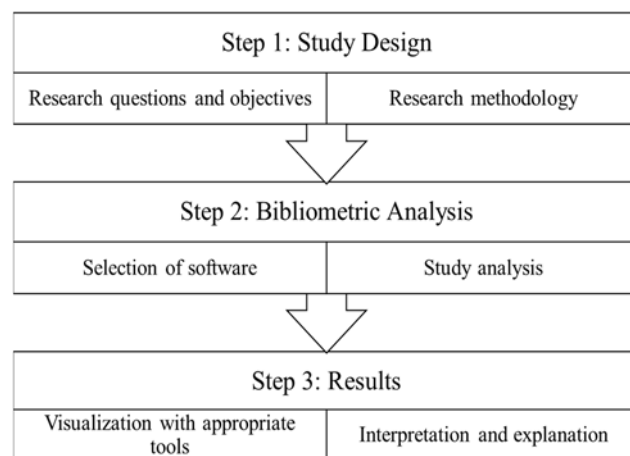 Step 1: Study Design
Research questions and objectives
Research methodology
Step 2: Bibliometric Analysis
Selection of software
Study analysis
Step 3: Results
Visualization with appropriate
tools
Interpretation and explanation